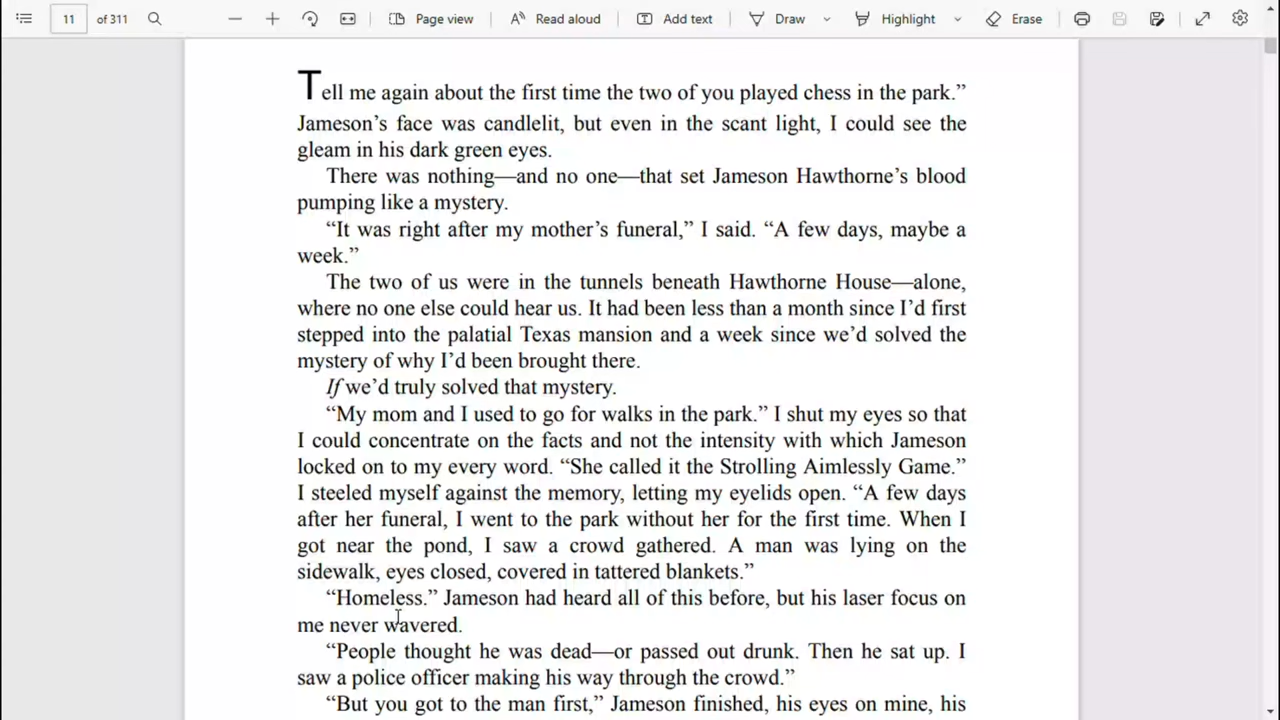 11 of 311 Page view Read aloud Add text Draw Highlight Erase
Tell me again about the first time the two of you played chess in the park.”
Jameson’s face was candlelit, but even in the scant light, I could see the
gleam in his dark green eyes.
There was nothing—and no one—that set Jameson Hawthorne’s blood
pumping like a mystery.
“It was right after my mother’s funeral,” I said. “A few days, maybe a
week.”
The two of us were in the tunnels beneath Hawthorne House—alone,
where no one else could hear us. It had been less than a month since I’d first
stepped into the palatial Texas mansion and a week since we’d solved the
mystery of why I’d been brought there.
If we’d truly solved that mystery.
“My mom and I used to go for walks in the park.” I shut my eyes so that
I could concentrate on the facts and not the intensity with which Jameson
locked on to my every word. “She called it the Strolling Aimlessly Game.”
I steeled myself against the memory, letting my eyelids open. “A few days
after her funeral, I went to the park without her for the first time. When I
got near the pond, I saw a crowd gathered. A man was lying on the
sidewalk, eyes closed, covered in tattered blankets.”
“Homeless.” Jameson had heard all of this before, but his laser focus on
me never wavered.
“People thought he was dead—or passed out drunk. Then he sat up. I
saw a police officer making his way through the crowd.”
“But you got to the man first,” Jameson finished, his eyes on mine, his